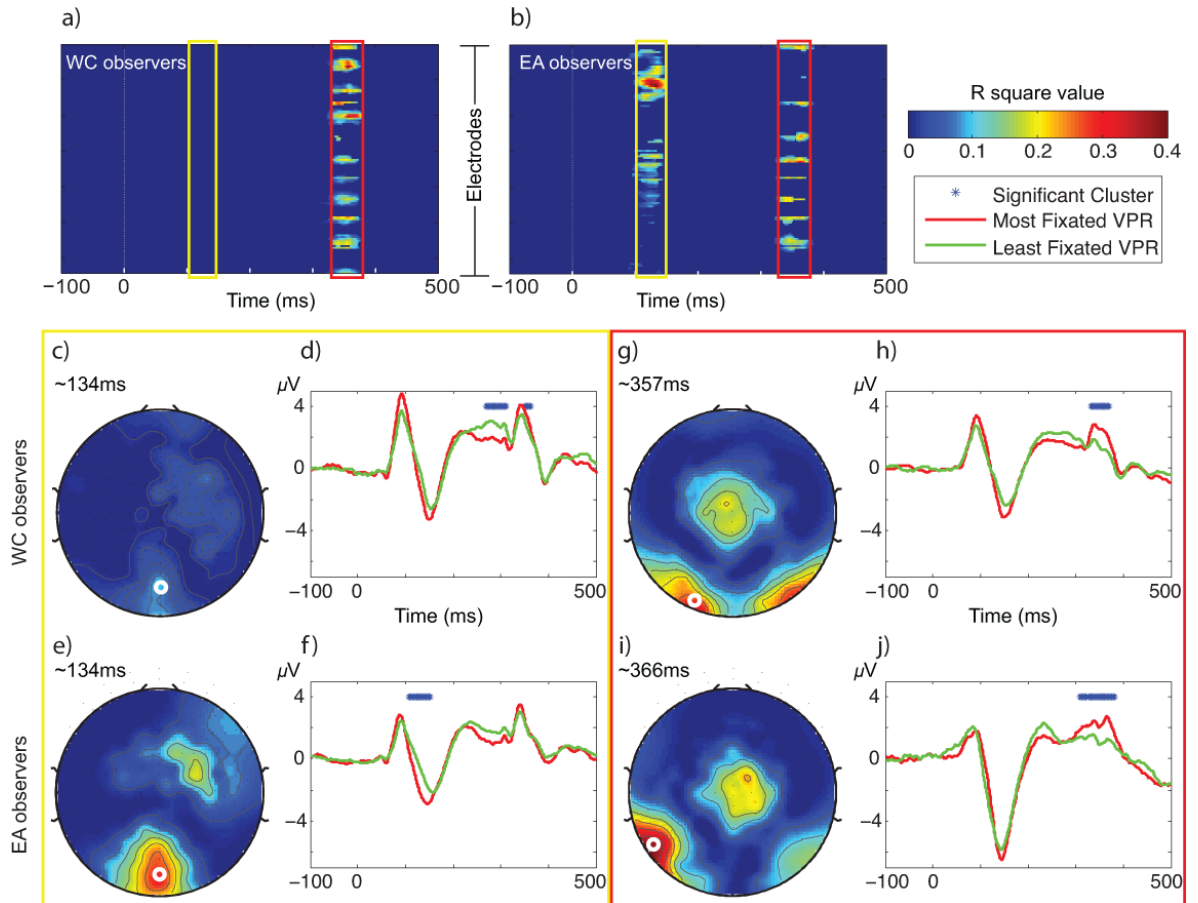 a)
WC observers
-100 0 500
Time (ms)
Electrodes
b)
EA observers
-100 0 500
Time (ms)
R square value
0 0.1 0.2 0.3 0.4
Significant Cluster
Most Fixated VPR
Least Fixated VPR
WC observers
c)
~134ms
d)
µV
4
0
−4
−100 0 500
Time (ms)
g)
~357ms
h)
µV
4
0
−4
−100 0 500
Time (ms)
EA observers
e)
~134ms
f)
µV
4
0
−4
−100 0 500
i)
~366ms
j)
µV
4
0
−4
−100 0 500